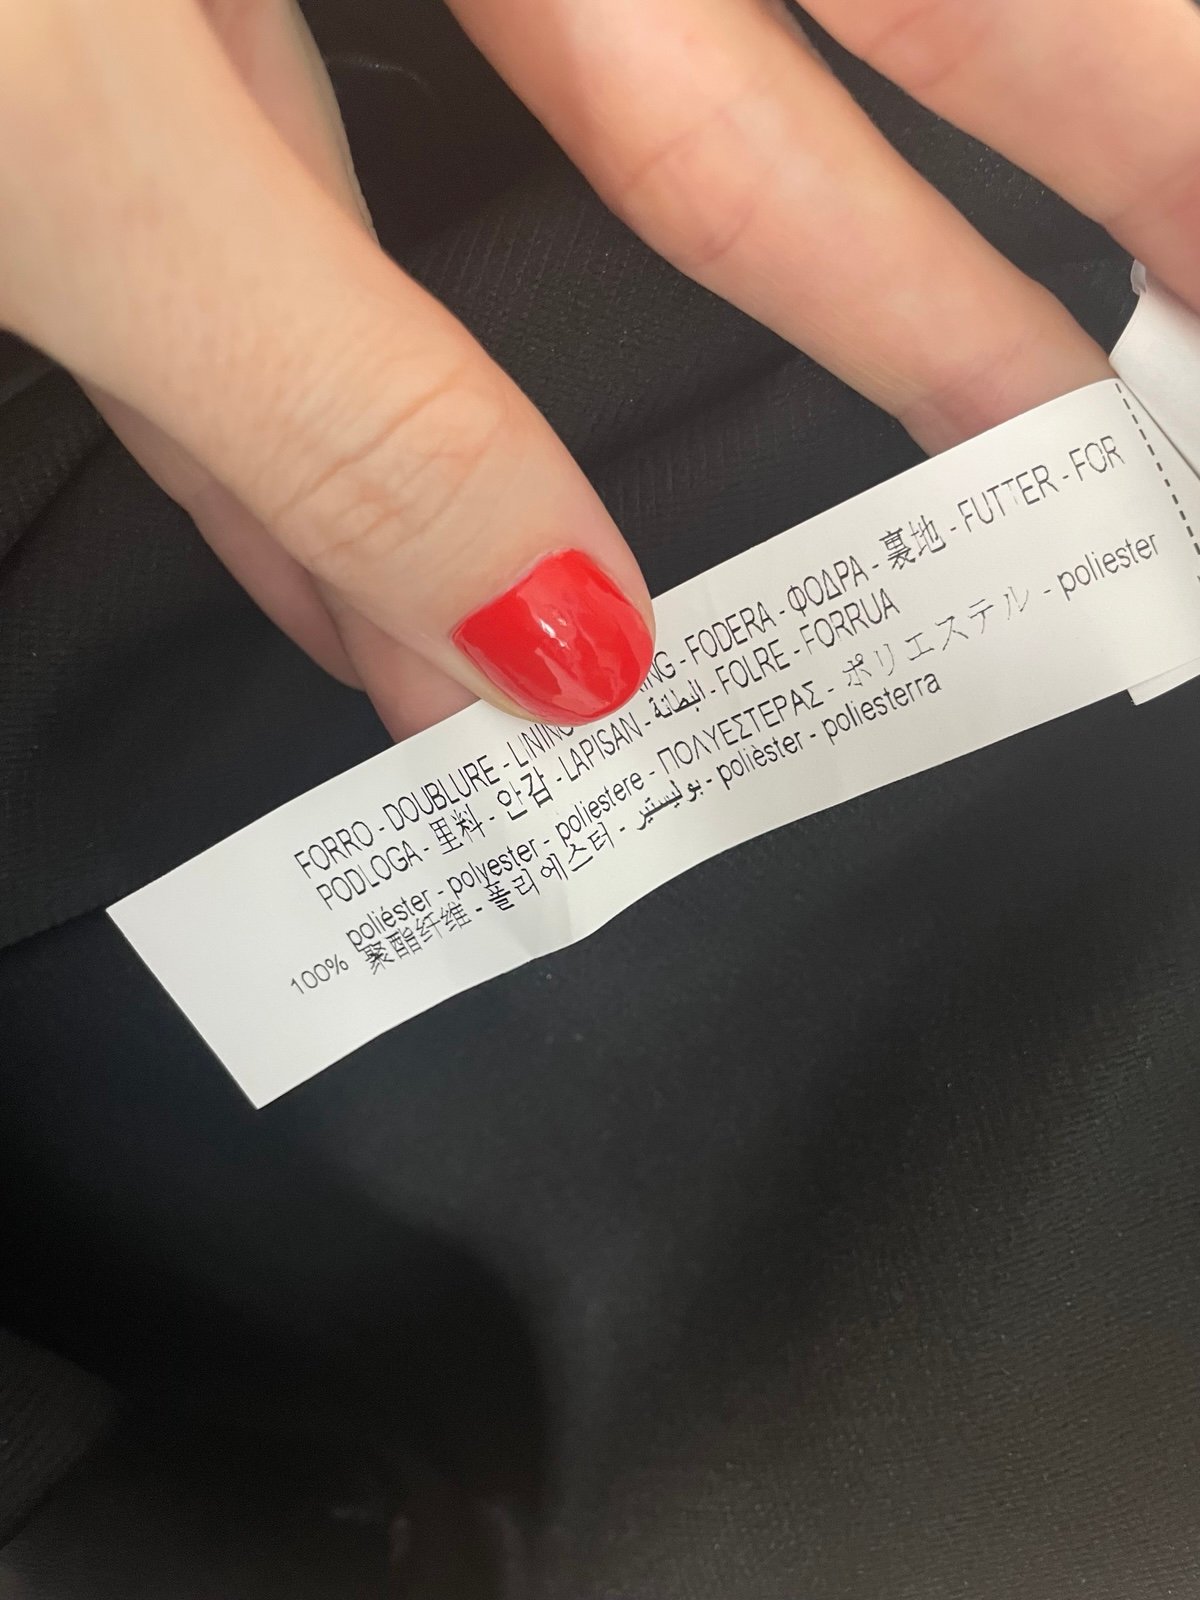 FORRO - DOUBLURE - LINING - FODERA - ΦΟΔΡΑ - 裏地 - FUTTER - FOR
PODLOGA - 里料 - 안감 - LAPISAN - البطانة - FOLRE - FORRUA
poliéster - polyester - poliestere - ΠΟΛΥΕΣΤΕΡΑΣ - ポリエステル - poliester
100% 聚酯纤维 - 폴리에스터 - بوليستير - polièster - poliesterra